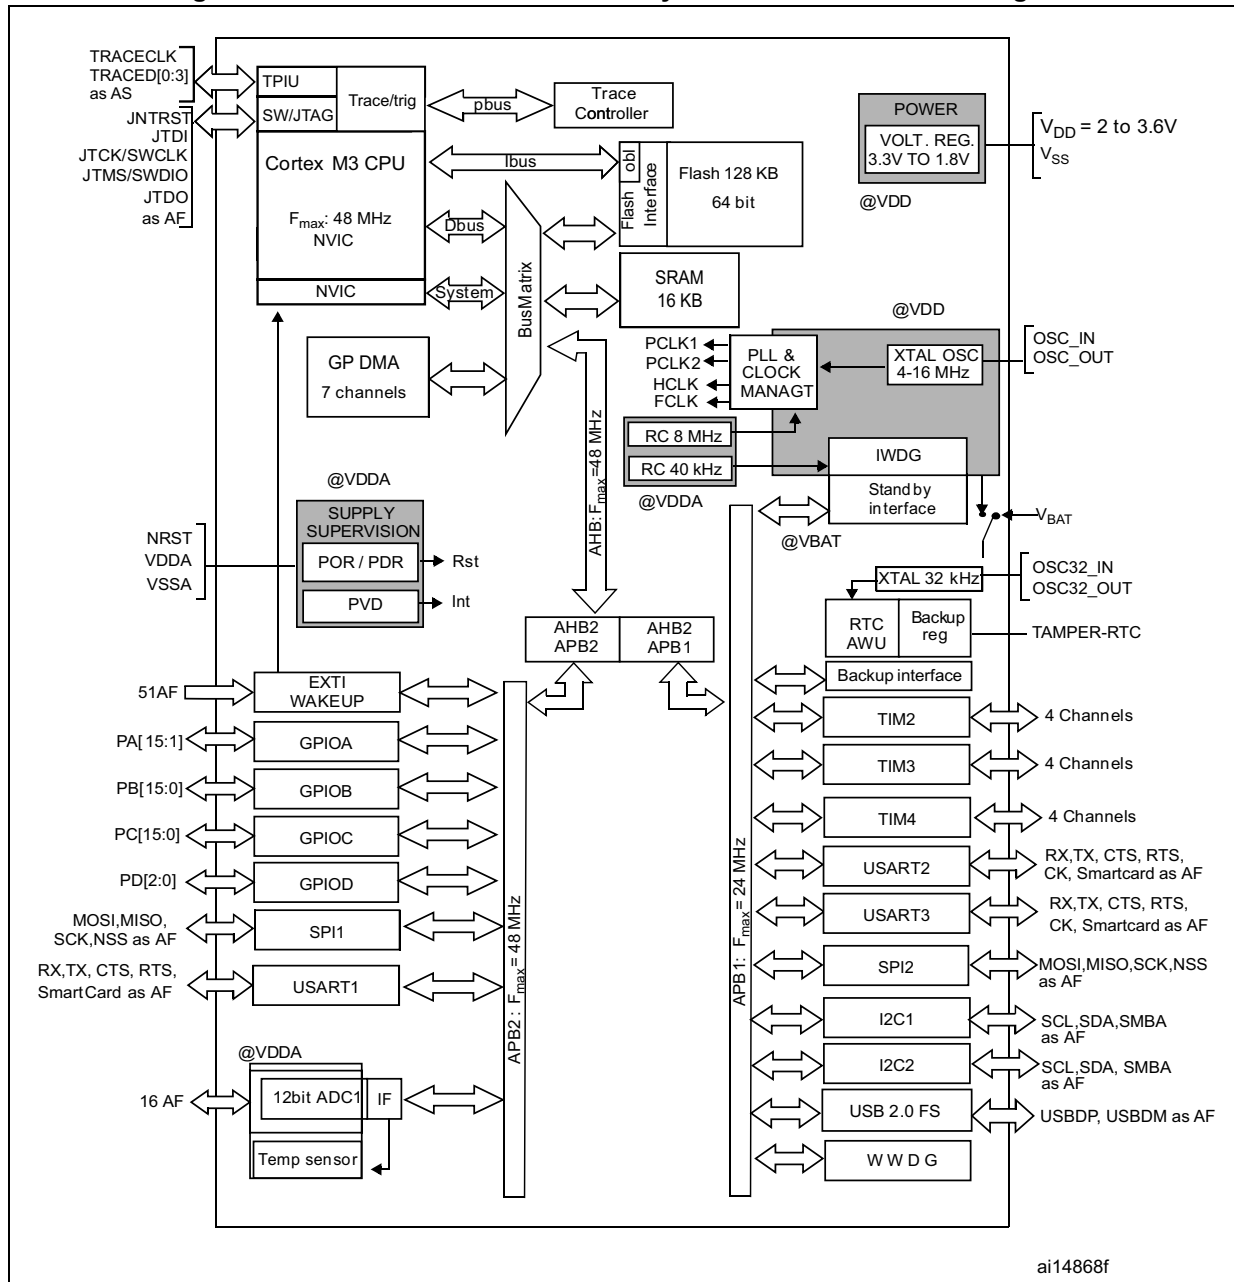 TRACECLK
TRACED[0:3]
as AS
JNTRST
JTDI
JTCK/SWCLK
JTMS/SWDIO
JTDO
as AF
TPIU
SW/JTAG
Trace/trig
pbus
Trace
Controller
Cortex M3 CPU
Fmax: 48 MHz
NVIC
NVIC
Ibus
Dbus
System
BusMatrix
Flash obl
Interface
Flash 128 KB
64 bit
SRAM
16 KB
POWER
VOLT. REG.
3.3V TO 1.8V
@VDD
VDD = 2 to 3.6V
VSS
GP DMA
7 channels
PCLK1
PCLK2
HCLK
FCLK
PLL &
CLOCK
MANAGT
@VDD
XTAL OSC
4-16 MHz
OSC_IN
OSC_OUT
RC 8 MHz
RC 40 kHz
@VDDA
IWDG
Standby
interface
@VBAT
VBAT
AHB: Fmax=48 MHz
@VDDA
SUPPLY
SUPERVISION
POR / PDR
PVD
Rst
Int
NRST
VDDA
VSSA
XTAL 32 kHz
OSC32_IN
OSC32_OUT
RTC
AWU
Backup
reg
TAMPER-RTC
Backup interface
AHB2
APB2
AHB2
APB1
51AF
EXTI
WAKEUP
PA[15:1]
GPIOA
PB[15:0]
GPIOB
PC[15:0]
GPIOC
PD[2:0]
GPIOD
MOSI,MISO,
SCK,NSS as AF
SPI1
RX,TX, CTS, RTS,
SmartCard as AF
USART1
@VDDA
16 AF
12bit ADC1
IF
Temp sensor
APB2 : Fmax = 48 MHz
APB1: Fmax = 24 MHz
TIM2
4 Channels
TIM3
4 Channels
TIM4
4 Channels
USART2
RX,TX, CTS, RTS,
CK, Smartcard as AF
USART3
RX,TX, CTS, RTS,
CK, Smartcard as AF
SPI2
MOSI,MISO,SCK,NSS
as AF
I2C1
SCL,SDA,SMBA
as AF
I2C2
SCL,SDA, SMBA
as AF
USB 2.0 FS
USBDP, USBDM as AF
WWDG
ai14868f